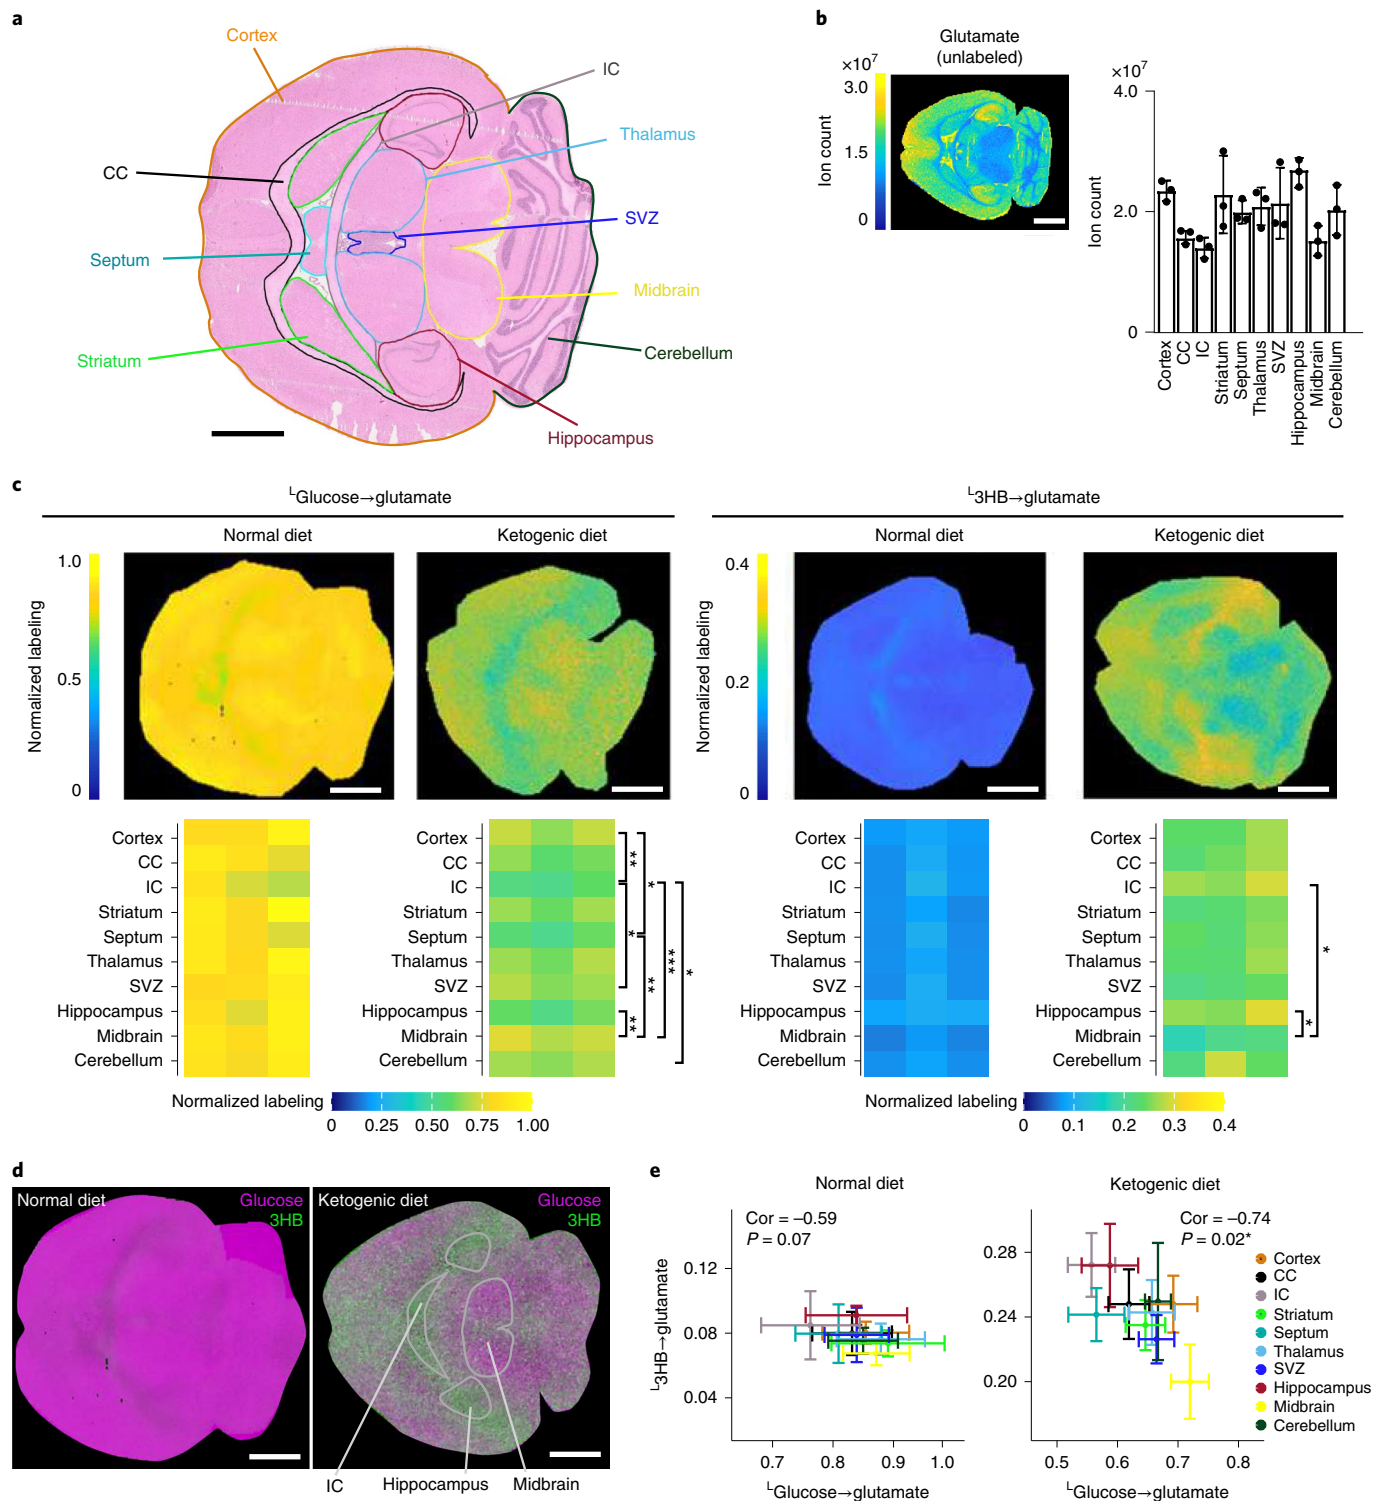 a
Cortex
IC
Thalamus
CC
SVZ
Septum
Midbrain
Striatum
Cerebellum
Hippocampus
b
Glutamate
(unlabeled)
×10⁷
3.0
1.5
0
Ion count
×10⁷
4.0
2.0
0
Ion count
Cortex
CC
IC
Striatum
Septum
Thalamus
SVZ
Hippocampus
Midbrain
Cerebellum
c
ᴸGlucose→glutamate
ᴸ3HB→glutamate
Normal diet
Ketogenic diet
Normal diet
Ketogenic diet
1.0
0.5
0
Normalized labeling
0.4
0.2
0
Normalized labeling
Cortex
CC
IC
Striatum
Septum
Thalamus
SVZ
Hippocampus
Midbrain
Cerebellum
Cortex
CC
IC
Striatum
Septum
Thalamus
SVZ
Hippocampus
Midbrain
Cerebellum
**
*
*
**
**
***
*
Normalized labeling
0 0.25 0.50 0.75 1.00
Cortex
CC
IC
Striatum
Septum
Thalamus
SVZ
Hippocampus
Midbrain
Cerebellum
Cortex
CC
IC
Striatum
Septum
Thalamus
SVZ
Hippocampus
Midbrain
Cerebellum
*
*
Normalized labeling
0 0.1 0.2 0.3 0.4
d
Normal diet
Glucose
3HB
Ketogenic diet
Glucose
3HB
IC
Hippocampus
Midbrain
e
Normal diet
Cor = –0.59
P = 0.07
0.12
0.08
0.04
ᴸ3HB→glutamate
0.7 0.8 0.9 1.0
ᴸGlucose→glutamate
Ketogenic diet
Cor = –0.74
P = 0.02*
0.28
0.24
0.20
0.5 0.6 0.7 0.8
ᴸGlucose→glutamate
Cortex
CC
IC
Striatum
Septum
Thalamus
SVZ
Hippocampus
Midbrain
Cerebellum